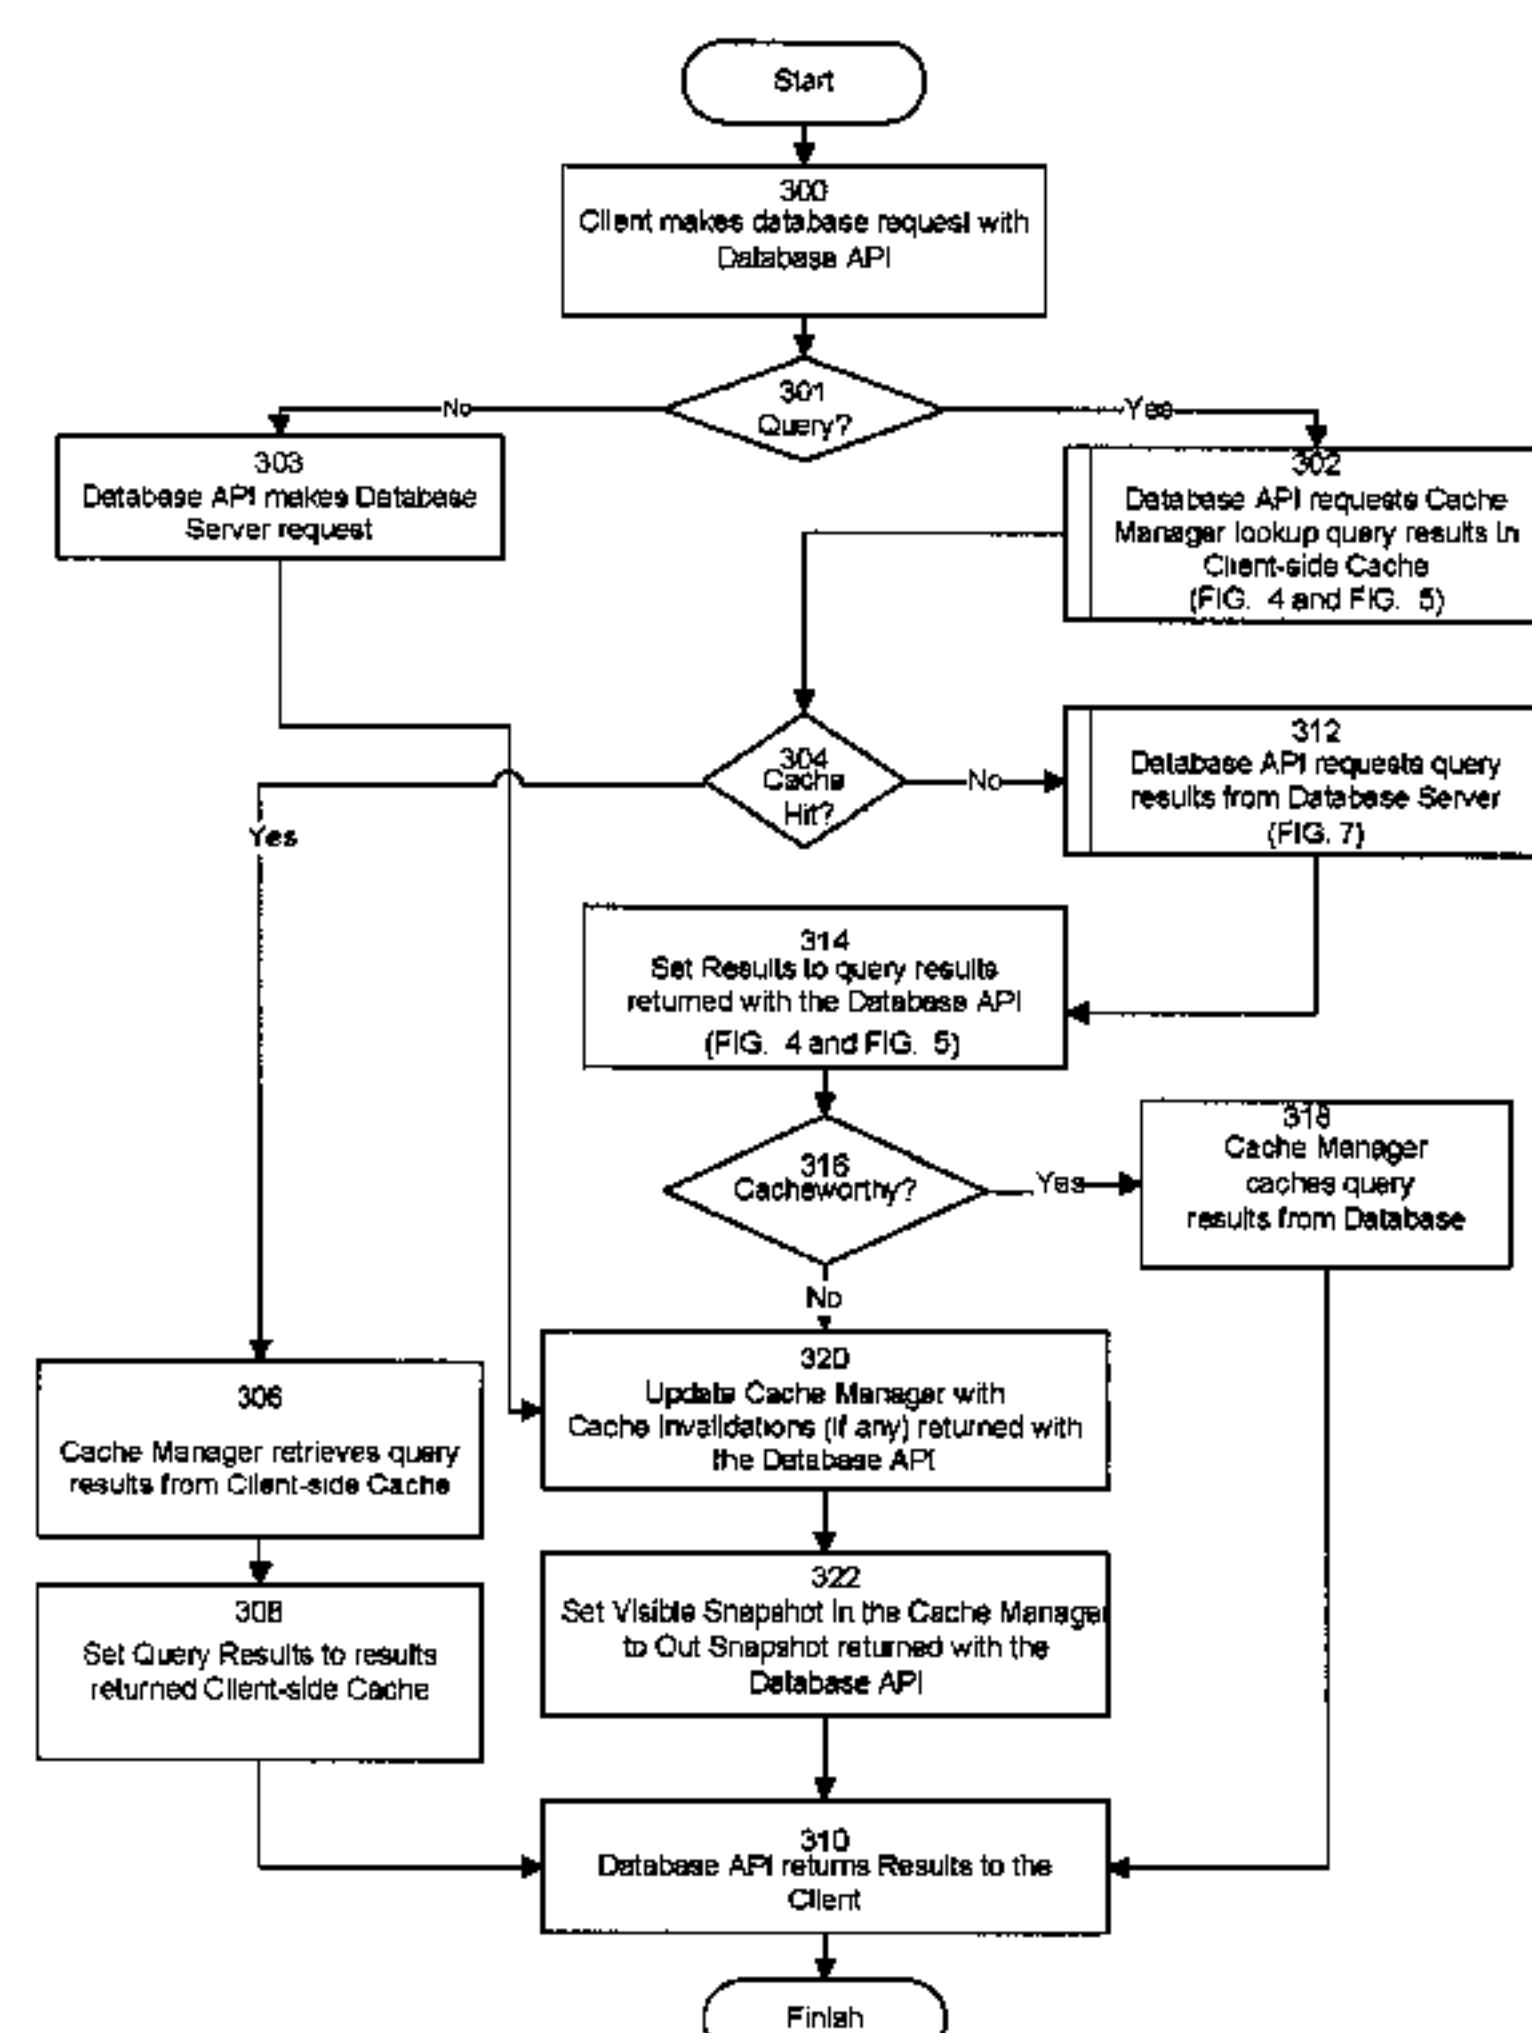 Start
300
Client makes database request with
Database API
301
Query?
No
Yes
303
Database API makes Database
Server request
302
Database API requests Cache
Manager lookup query results in
Client-side Cache
(FIG. 4 and FIG. 5)
304
Cache
Hit?
No
Yes
312
Database API requests query
results from Database Server
(FIG. 7)
314
Set Results to query results
returned with the Database API
(FIG. 4 and FIG. 5)
316
Cacheworthy?
Yes
No
318
Cache Manager
caches query
results from Database
320
Update Cache Manager with
Cache Invalidations (if any) returned with
the Database API
306
Cache Manager retrieves query
results from Client-side Cache
322
Set Visible Snapshot in the Cache Manager
to Out Snapshot returned with the
Database API
308
Set Query Results to results
returned Client-side Cache
310
Database API returns Results to the
Client
Finish